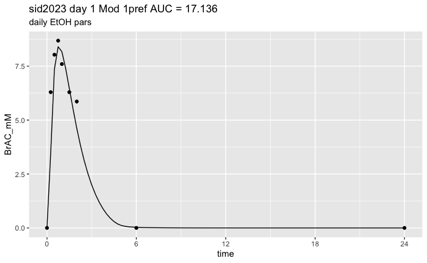 sid2023 day 1 Mod 1pref AUC = 17.136
daily EtOH pars
BrAC_mM
7.5
5.0
2.5
0.0
0
6
12
18
24
time